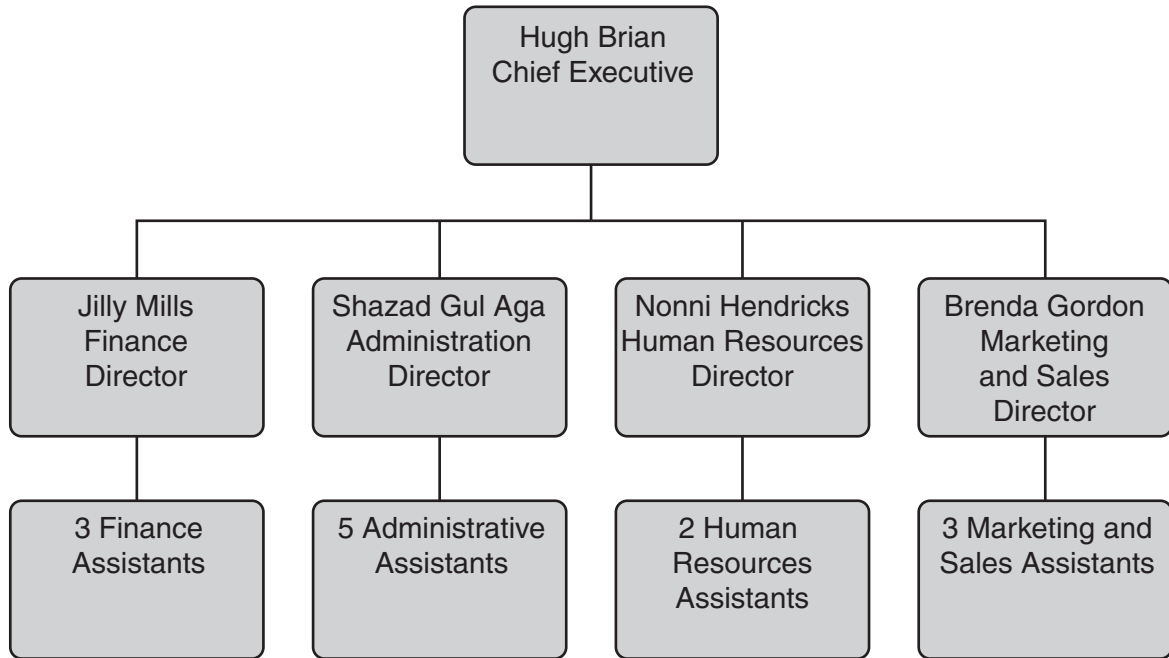 Hugh Brian
Chief Executive
Jilly Mills
Finance
Director
Shazad Gul Aga
Administration
Director
Nonni Hendricks
Human Resources
Director
Brenda Gordon
Marketing
and Sales
Director
3 Finance
Assistants
5 Administrative
Assistants
2 Human
Resources
Assistants
3 Marketing and
Sales Assistants